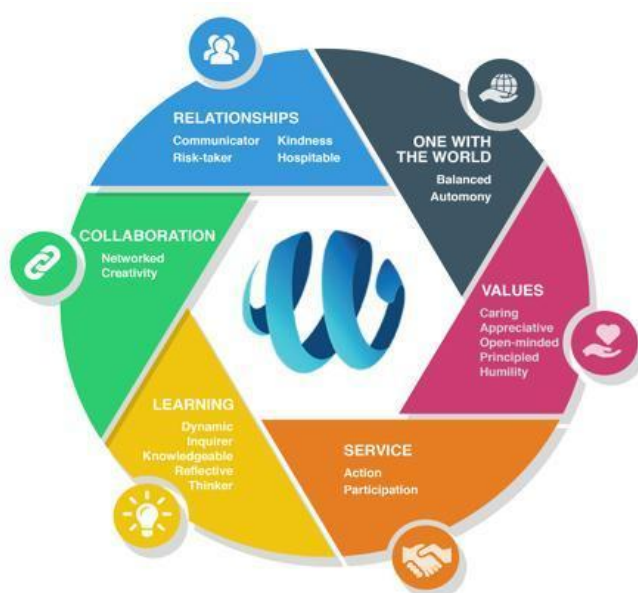 RELATIONSHIPS
Communicator Kindness
Risk-taker Hospitable
ONE WITH
THE WORLD
Balanced
Automony
VALUES
Caring
Appreciative
Open-minded
Principied
Humility
SERVICE
Action
Participation
LEARNING
Dynamic
Inquirer
Knowledgeable
Reflective
Thinker
COLLABORATION
Networked
Creativity